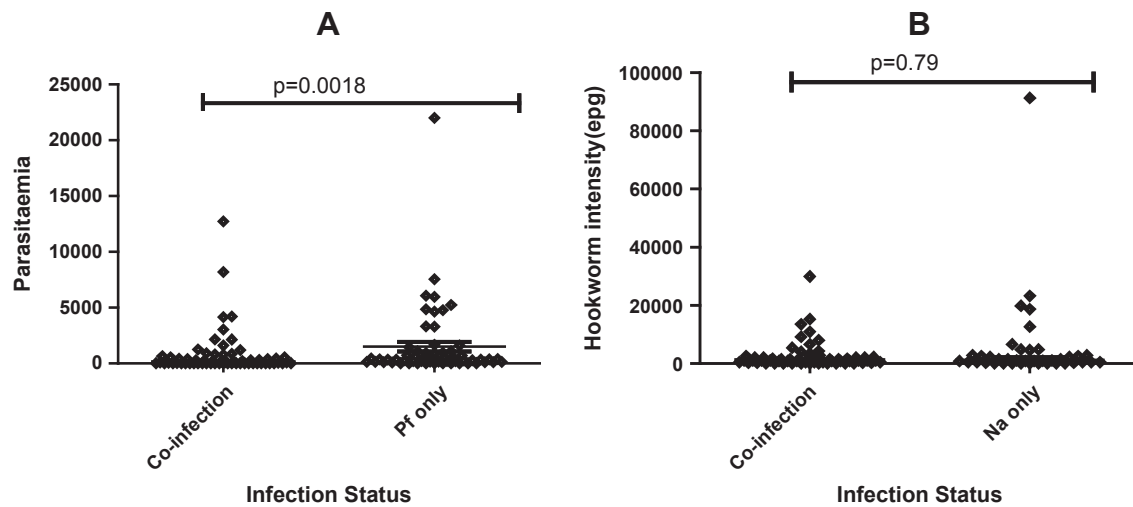 A
p=0.0018
25000
20000
15000
10000
5000
0
Parasitaemia
Co-infection
Pf only
Infection Status
B
p=0.79
100000
80000
60000
40000
20000
0
Hookworm intensity(epg)
Co-infection
Na only
Infection Status